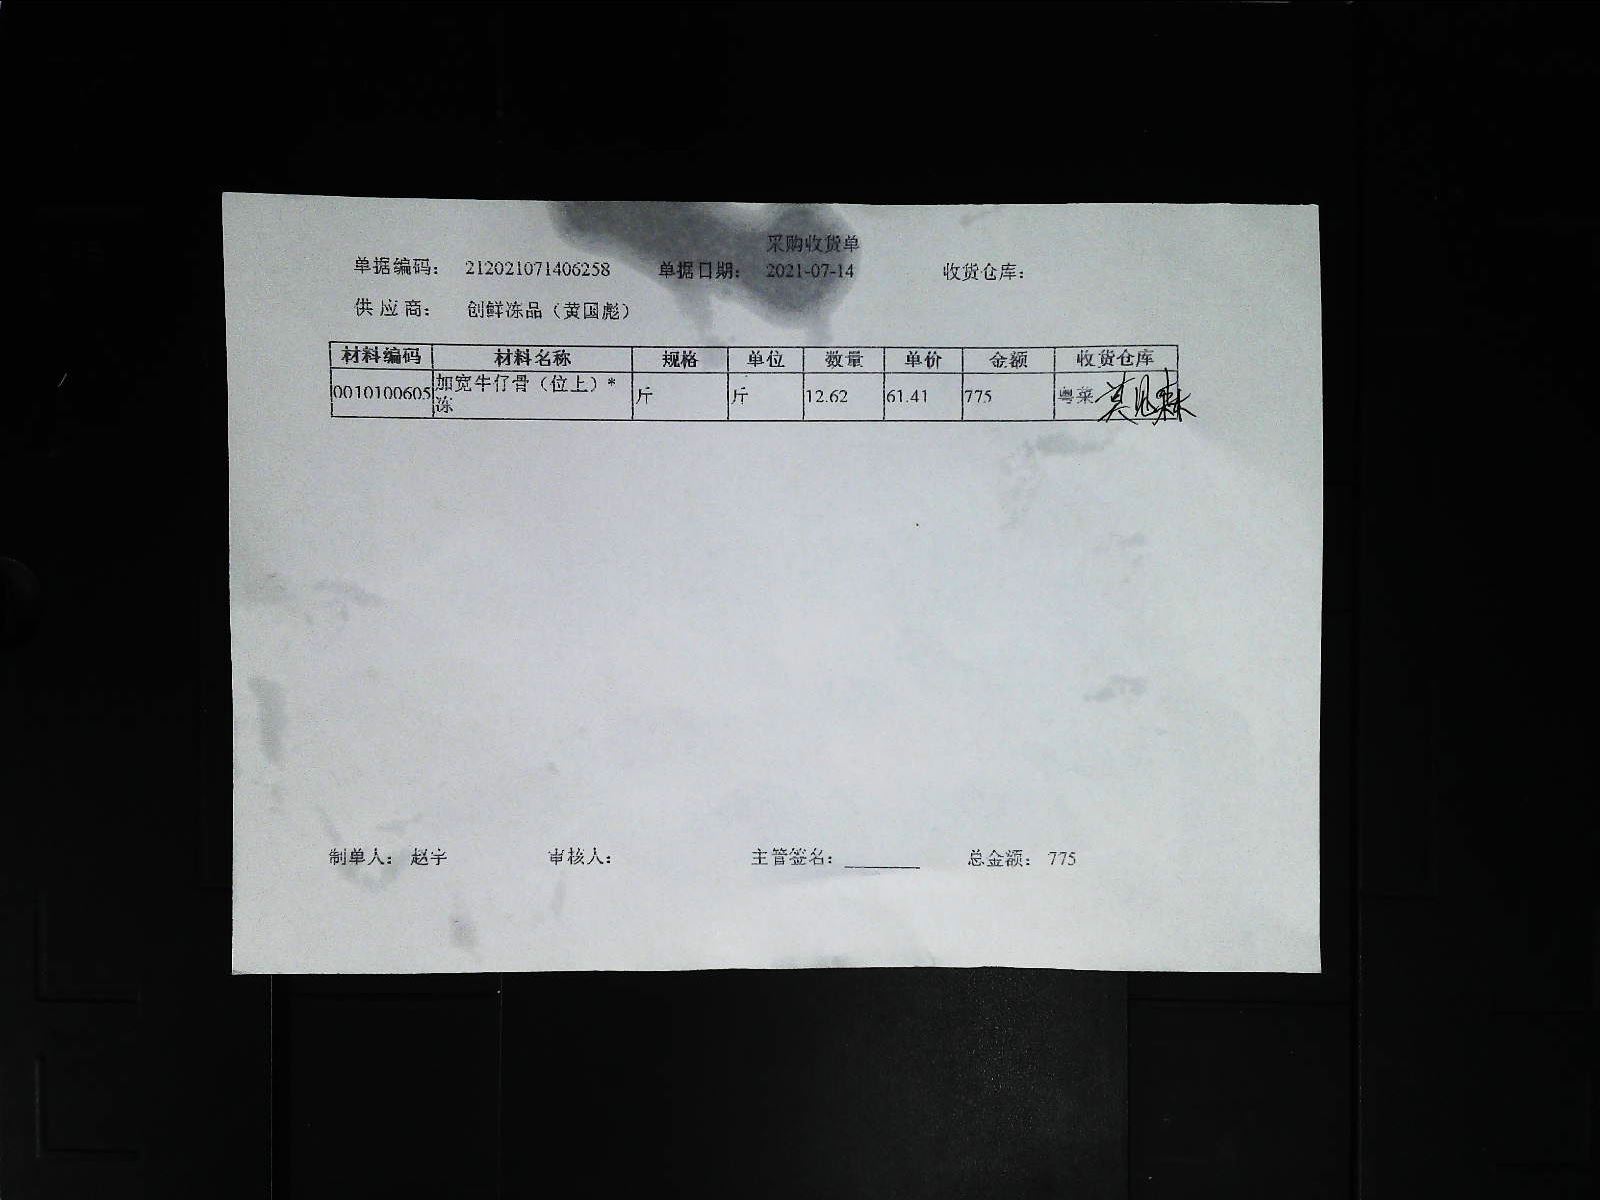 采购收货单
单据编码： 212021071406258 单据日期： 2021-07-14 收货仓库：
供 应 商： 创鲜冻品（黄国彪）
材料编码 材料名称 规格 单位 数量 单价 金额 收货仓库
0010100605 加宽牛仔骨（位上）* 斤 斤 12.62 61.41 775 粤菜
冻
制单人： 赵宇 审核人： 主管签名： 总金额： 775